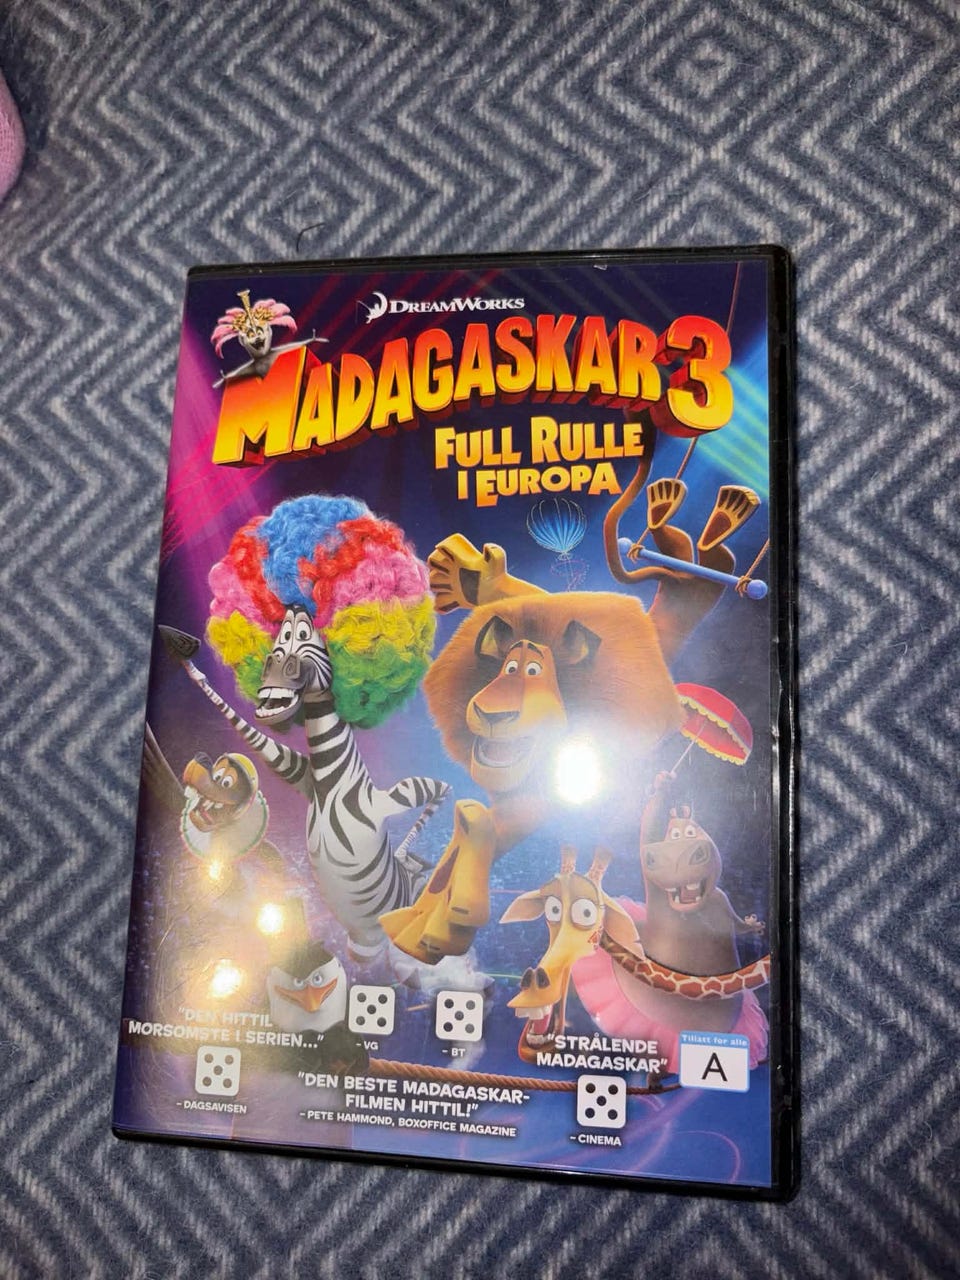 DREAMWORKS
MADAGASKAR 3
FULL RULLE
I EUROPA
"DEN HITTIL
MORSOMSTE I SERIEN..."
- DAGSAVISEN
- VG
- BT
"STRÅLENDE
MADAGASKAR"
- CINEMA
Tillatt for alle
A
"DEN BESTE MADAGASKAR-
FILMEN HITTIL!"
- PETE HAMMOND, BOXOFFICE MAGAZINE